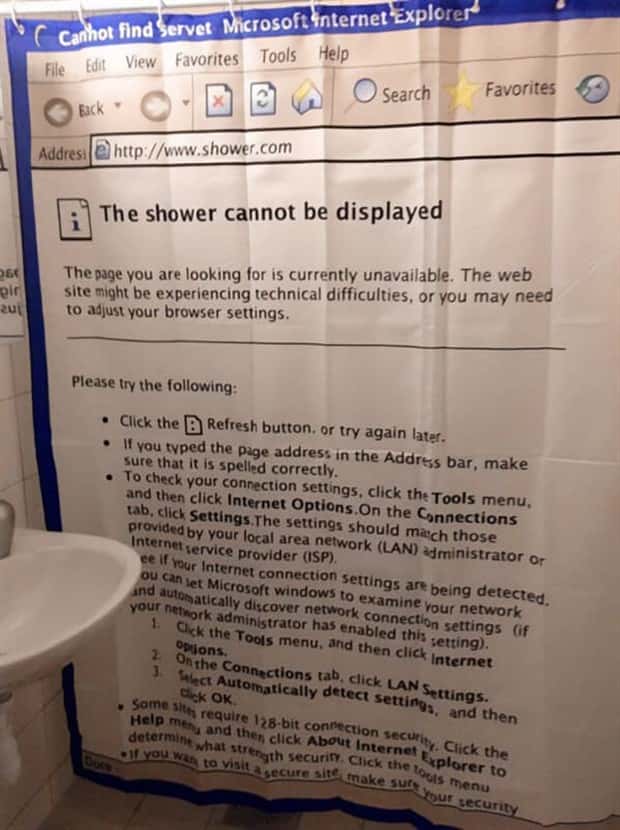 Cannot find servet Microsoft Internet Explorer
File Edit View Favorites Tools Help
Back Search Favorites
Address http://www.shower.com
The shower cannot be displayed
The page you are looking for is currently unavailable. The web
site might be experiencing technical difficulties, or you may need
to adjust your browser settings.
Please try the following:
• Click the Refresh button. or try again later.
• If you typed the page address in the Address bar, make
sure that it is spelled correctly.
• To check your connection settings, click the Tools menu,
and then click Internet Options.On the Connections
tab, click Settings.The settings should match those
provided by your local area network (LAN) administrator or
Internet service provider (ISP).
ee if your Internet connection settings are being detected.
ou can set Microsoft windows to examine your network
and automatically discover network connection settings (if
your network administrator has enabled this setting).
1. Click the Tools menu, and then click Internet
options.
2. On the Connections tab, click LAN Settings.
3. Select Automatically detect settings, and then
click OK.
• Some sites require 128-bit connection security. Click the
Help menu and then click About Internet Explorer to
determine what strength security. Click the tools menu
• If you want to visit a secure site, make sure your security
Done